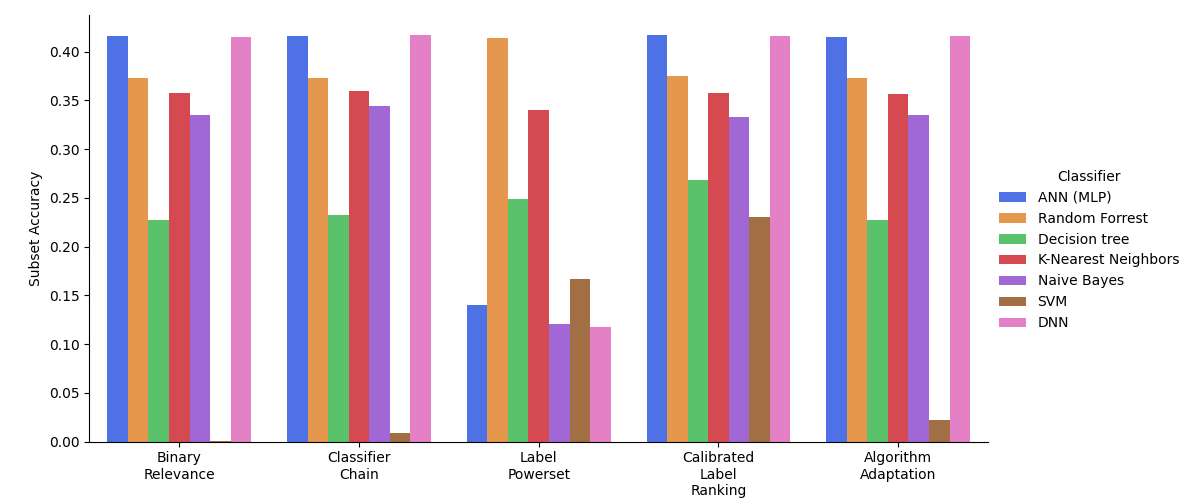 Subset Accuracy
0.40
0.35
0.30
0.25
0.20
0.15
0.10
0.05
0.00
Binary
Relevance
Classifier
Chain
Label
Powerset
Calibrated
Label
Ranking
Algorithm
Adaptation
Classifier
ANN (MLP)
Random Forrest
Decision tree
K-Nearest Neighbors
Naive Bayes
SVM
DNN